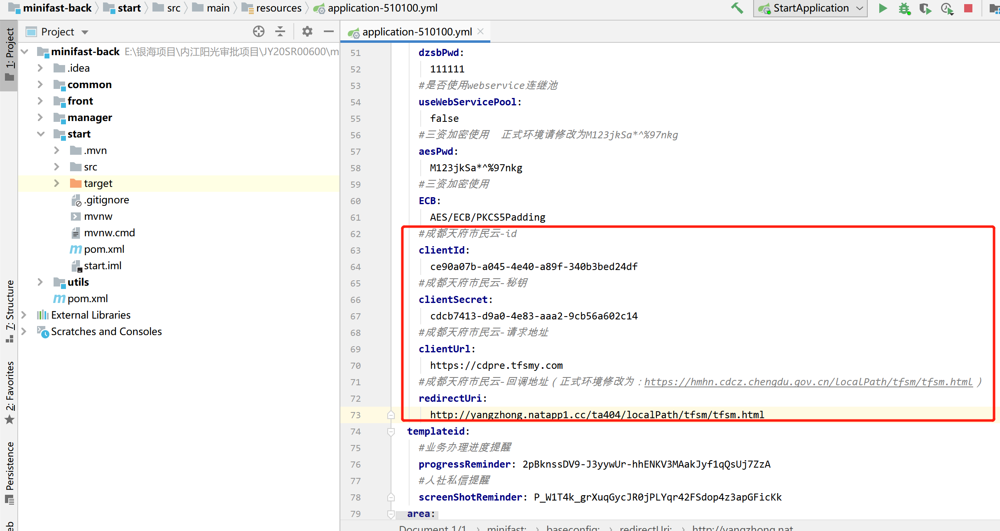 minifast-back start src main resources application-510100.yml StartApplication
1: Project
7: Structure
2: Favorites
Persistence
Project
minifast-back E:\银海项目\内江阳光审批项目\JY20SR00600\m
.idea
common
front
manager
start
.mvn
src
target
.gitignore
mvnw
mvnw.cmd
pom.xml
start.iml
utils
pom.xml
External Libraries
Scratches and Consoles
application-510100.yml
51 dzsbPwd:
52 111111
53 #是否使用webservice连继池
54 useWebServicePool:
55 false
56 #三资加密使用 正式环境请修改为M123jkSa*^%97nkg
57 aesPwd:
58 M123jkSa*^%97nkg
59 #三资加密使用
60 ECB:
61 AES/ECB/PKCS5Padding
62 #成都天府市民云-id
63 clientId:
64 ce90a07b-a045-4e40-a89f-340b3bed24df
65 #成都天府市民云-秘钥
66 clientSecret:
67 cdcb7413-d9a0-4e83-aaa2-9cb56a602c14
68 #成都天府市民云-请求地址
69 clientUrl:
70 https://cdpre.tfsmy.com
71 #成都天府市民云-回调地址(正式环境修改为:https://hmhn.cdcz.chengdu.gov.cn/localPath/tfsm/tfsm.html)
72 redirectUri:
73 http://yangzhong.natapp1.cc/ta404/localPath/tfsm/tfsm.html
74 templateid:
75 #业务办理进度提醒
76 progressReminder: 2pBknssDV9-J3yywUr-hhENKV3MAakJyf1qQsUj7ZzA
77 #人社私信提醒
78 screenShotReminder: P_W1T4k_grXuqGycJR0jPLYqr42FSdop4z3apGFicKk
79 area:
Document 1/1 minifast: baseconfig: redirectUri: http://yangzhong.nat